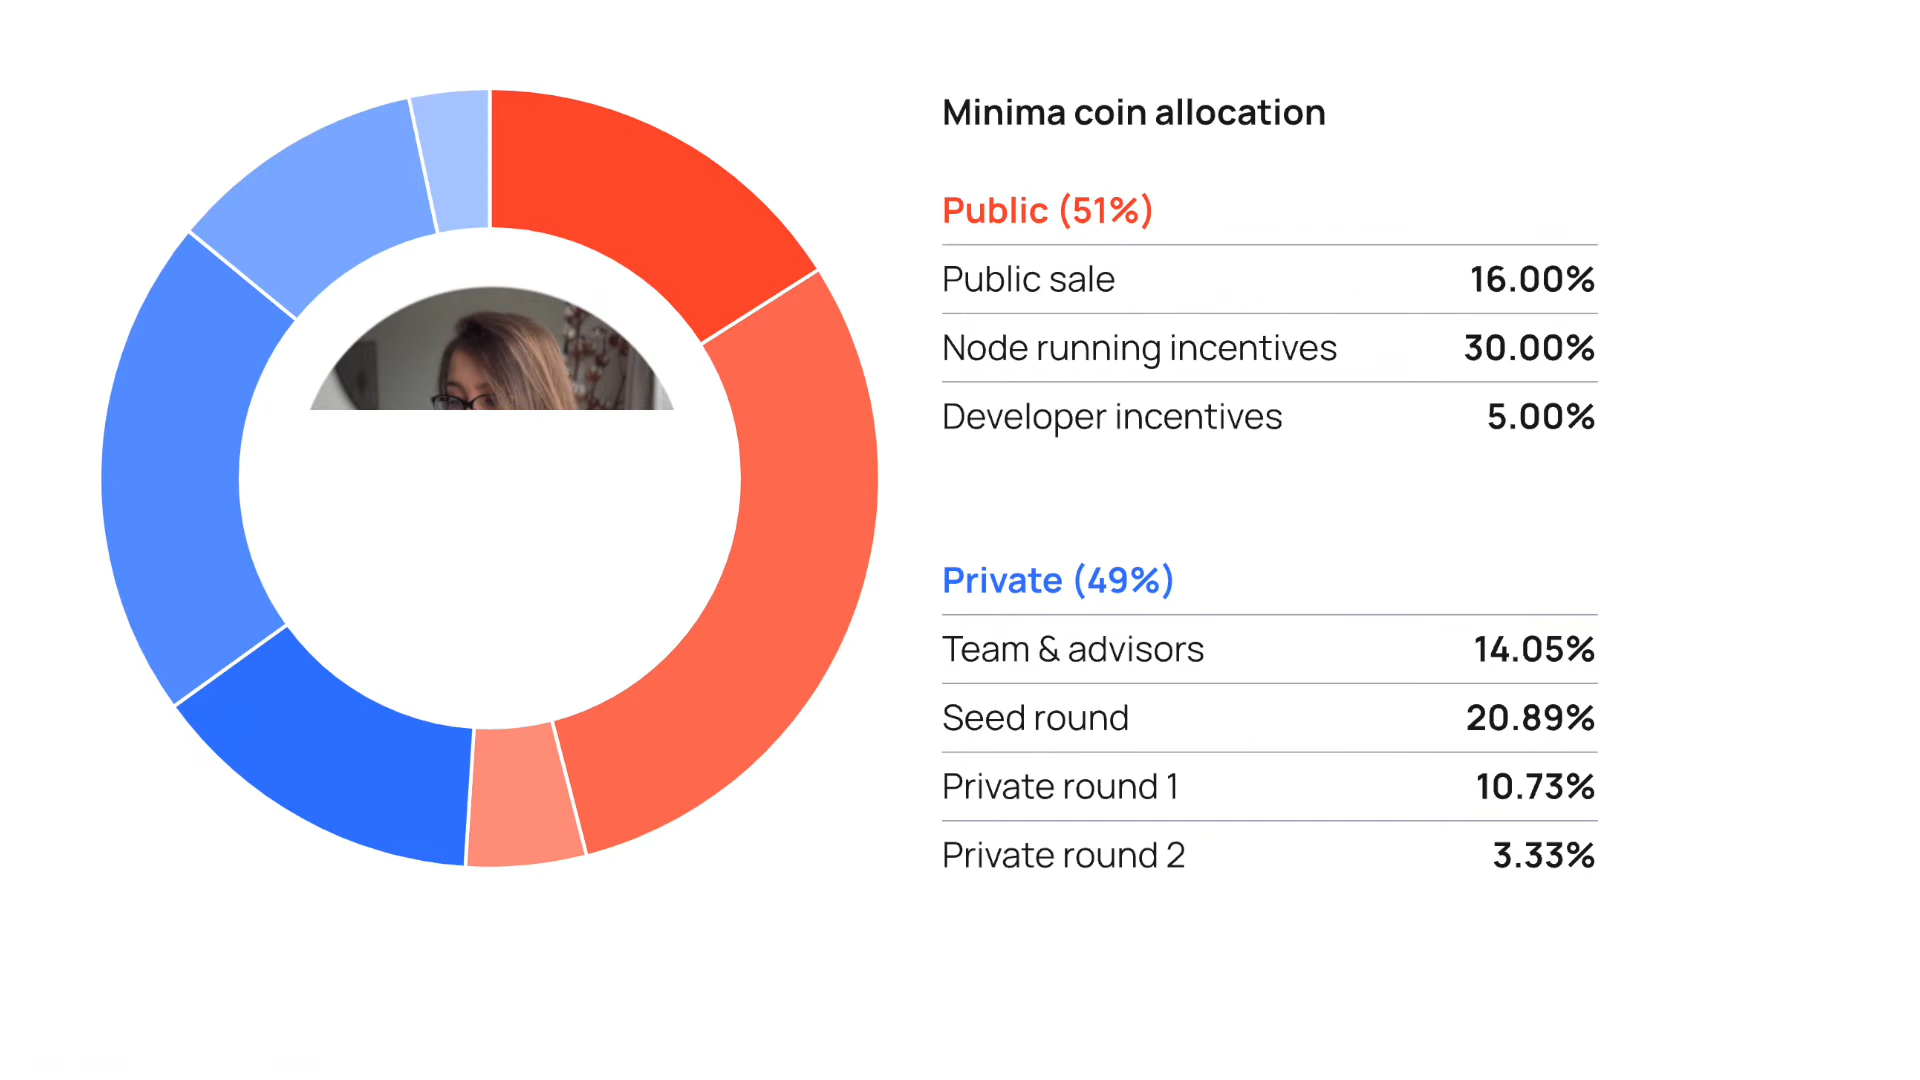 Minima coin allocation
Public (51%)
Public sale 16.00%
Node running incentives 30.00%
Developer incentives 5.00%
Private (49%)
Team & advisors 14.05%
Seed round 20.89%
Private round 1 10.73%
Private round 2 3.33%